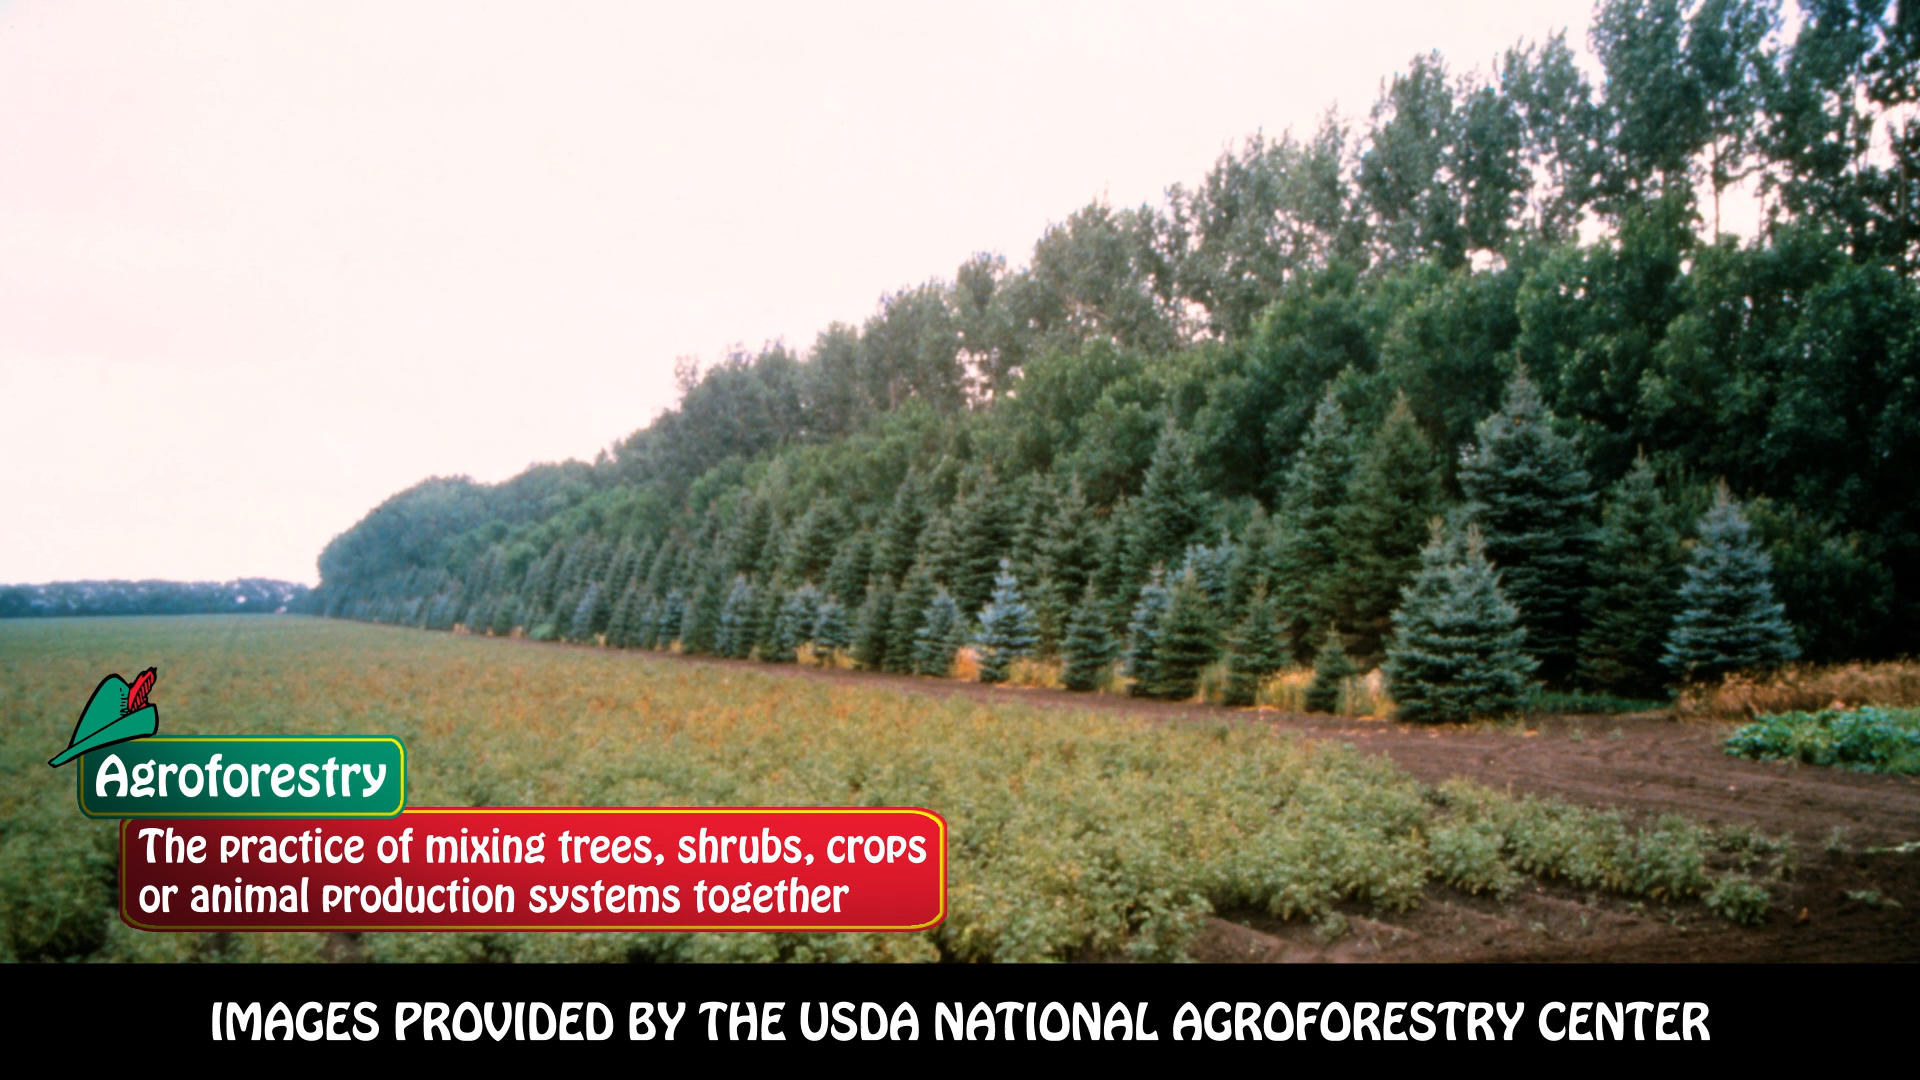 Agroforestry
The practice of mixing trees, shrubs, crops
or animal production systems together
IMAGES PROVIDED BY THE USDA NATIONAL AGROFORESTRY CENTER